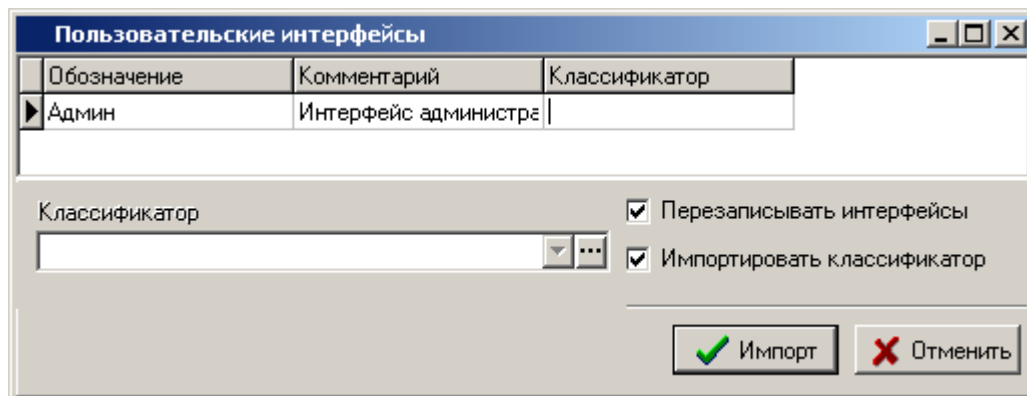 Пользовательские интерфейсы
Обозначение Комментарий Классификатор
Админ Интерфейс администра
Классификатор
Перезаписывать интерфейсы
Импортировать классификатор
Импорт Отменить